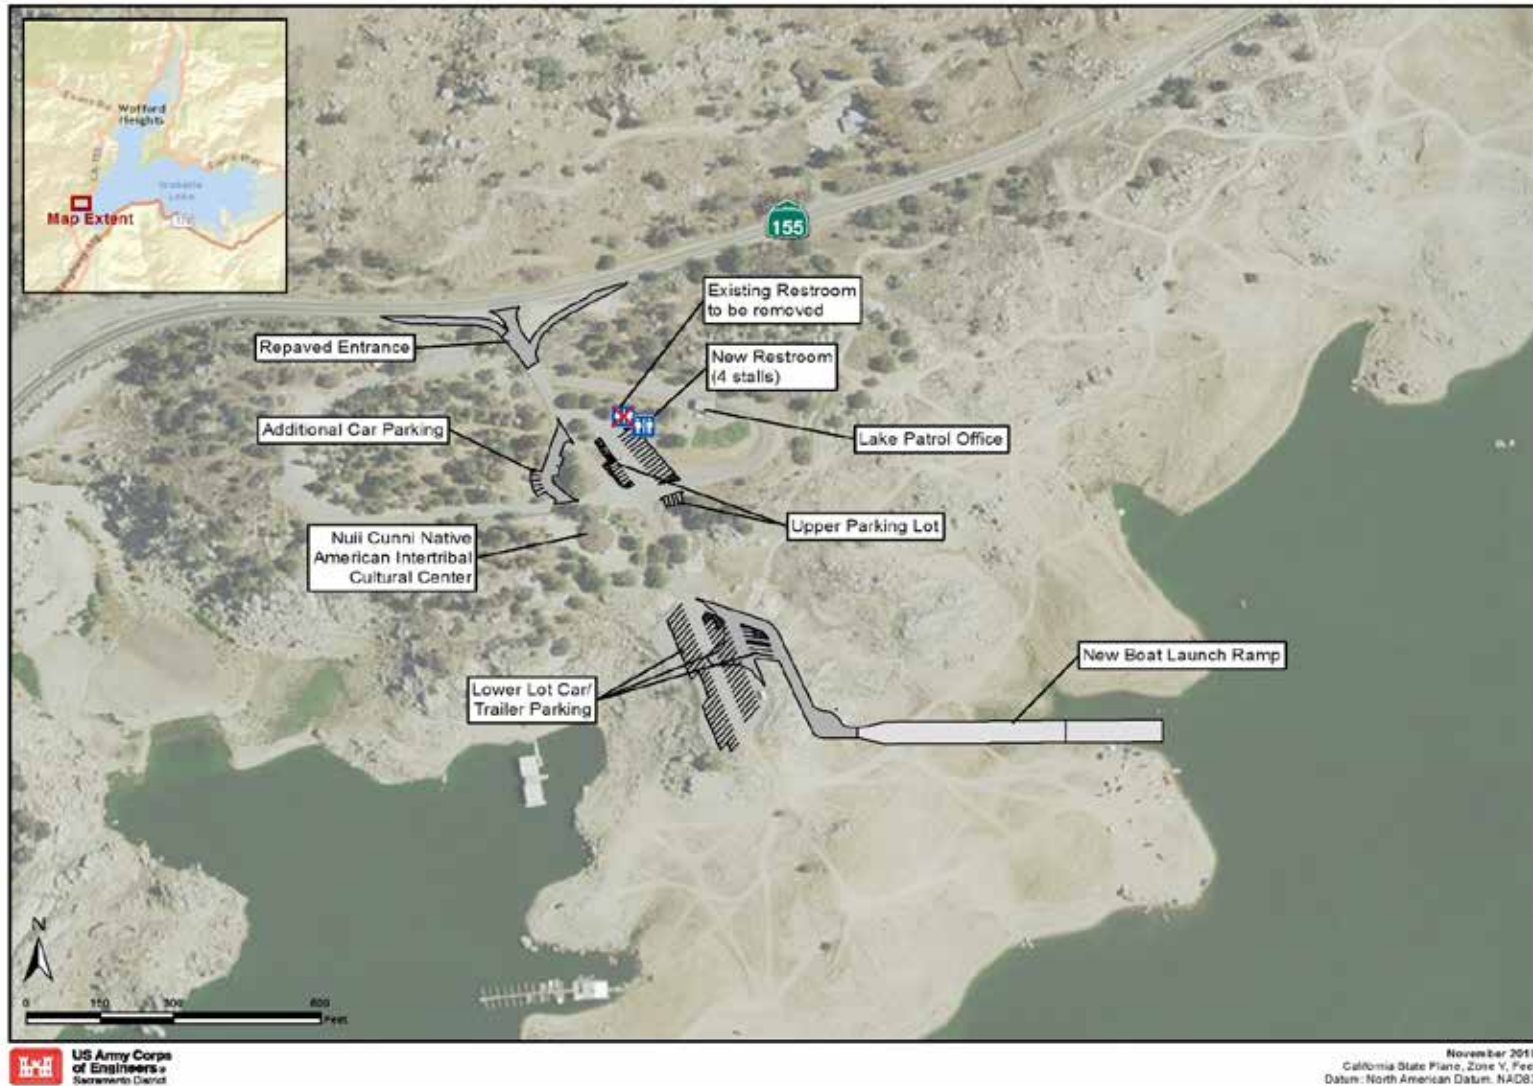 Wofford
Heights
Map Extent
155
Existing Restroom
to be removed
Repaved Entrance
New Restroom
(4 stalls)
Additional Car Parking
Lake Patrol Office
Upper Parking Lot
Nuii Cunni Native
American Intertribal
Cultural Center
New Boat Launch Ramp
Lower Lot Car/
Trailer Parking
N
0 150 300 600
Feet
US Army Corps
of Engineers®
Sacramento District
November 201
California State Plane, Zone V, Feet
Datum: North American Datum, NAD83